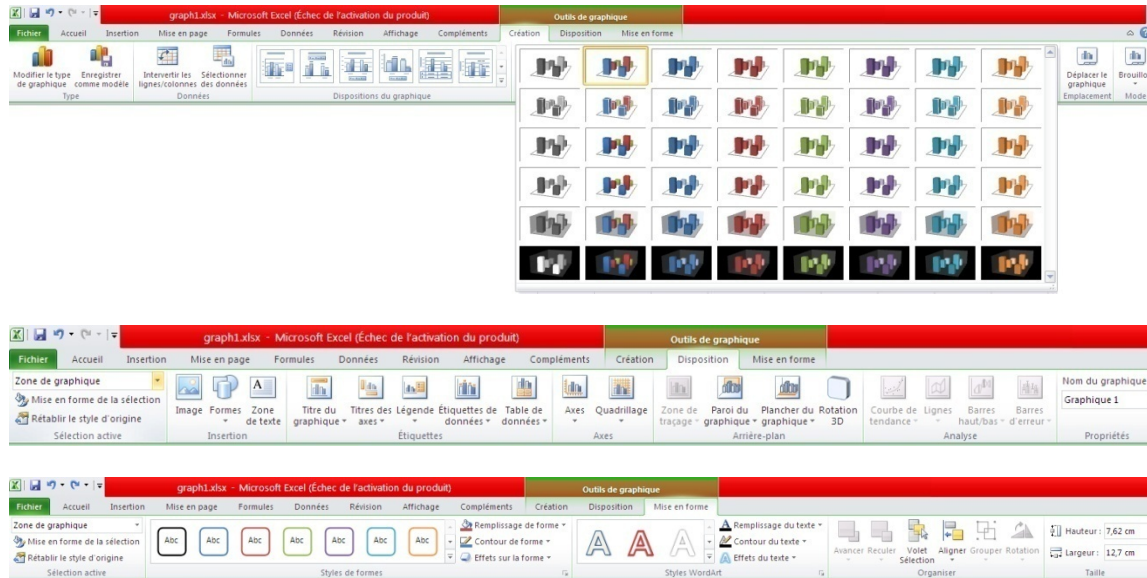 graph1.xlsx - Microsoft Excel (Échec de l'activation du produit) Outils de graphique
Fichier Accueil Insertion Mise en page Formules Données Révision Affichage Compléments Création Disposition Mise en forme
Modifier le type Enregistrer Intervertir les Sélectionner Déplacer le
de graphique comme modèle lignes/colonnes des données graphique
Type Données Dispositions du graphique Emplacement Mode
graph1.xlsx - Microsoft Excel (Échec de l'activation du produit) Outils de graphique
Fichier Accueil Insertion Mise en page Formules Données Révision Affichage Compléments Création Disposition Mise en forme
Zone de graphique Nom du graphique
Mise en forme de la sélection Image Formes Zone Titre du Titres des Légende Étiquettes de Table de Axes Quadrillage Zone de Paroi du Plancher du Rotation Courbe de Lignes Barres Barres Graphique 1
Rétablir le style d'origine de texte graphique axes données données traçage graphique graphique 3D tendance haut/bas d'erreur
Sélection active Insertion Étiquettes Axes Arrière-plan Analyse Propriétés
graph1.xlsx - Microsoft Excel (Échec de l'activation du produit) Outils de graphique
Fichier Accueil Insertion Mise en page Formules Données Révision Affichage Compléments Création Disposition Mise en forme
Zone de graphique Remplissage de forme Remplissage du texte Hauteur : 7,62 cm
Mise en forme de la sélection Abc Abc Abc Abc Abc Abc Abc Contour de forme A A A Contour du texte Avancer Reculer Volet Aligner Grouper Rotation
Rétablir le style d'origine Effets sur la forme Effets du texte Sélection Largeur : 12,7 cm
Sélection active Styles de formes Styles WordArt Organiser Taille